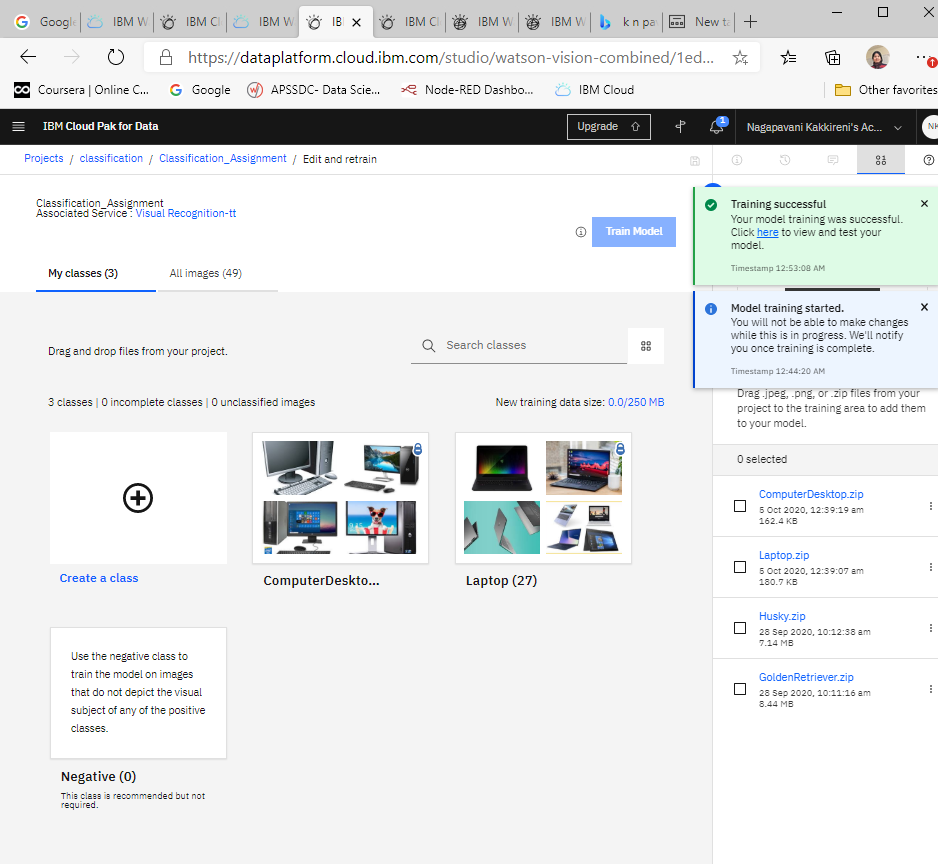 Google
IBM W
IBM Cl
IBM W
IB
IBM Cl
IBM W
IBM W
k n pa
New ta
https://dataplatform.cloud.ibm.com/studio/watson-vision-combined/1ed...
Coursera | Online C...
Google
APSSDC- Data Scie...
Node-RED Dashbo...
IBM Cloud
Other favorites
IBM Cloud Pak for Data
Upgrade
1
Nagapavani Kakkireni's Ac...
NK
Projects / classification / Classification_Assignment / Edit and retrain
Classification_Assignment
Associated Service : Visual Recognition-tt
Train Model
My classes (3)
All images (49)
Training successful
Your model training was successful.
Click here to view and test your
model.
Timestamp 12:53:08 AM
Model training started.
You will not be able to make changes
while this is in progress. We'll notify
you once training is complete.
Timestamp 12:44:20 AM
Drag and drop files from your project.
Search classes
3 classes | 0 incomplete classes | 0 unclassified images
New training data size: 0.0/250 MB
Create a class
ComputerDeskto...
Laptop (27)
Use the negative class to
train the model on images
that do not depict the visual
subject of any of the positive
classes.
Negative (0)
This class is recommended but not
required.
Drag .jpeg, .png, or .zip files from your
project to the training area to add them
to your model.
0 selected
ComputerDesktop.zip
5 Oct 2020, 12:39:19 am
162.4 KB
Laptop.zip
5 Oct 2020, 12:39:07 am
180.7 KB
Husky.zip
28 Sep 2020, 10:12:38 am
7.14 MB
GoldenRetriever.zip
28 Sep 2020, 10:11:16 am
8.44 MB